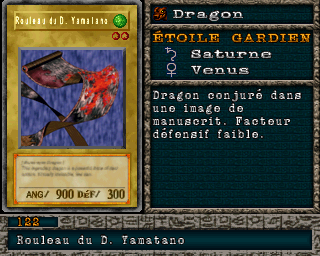 Rouleau du D. Yamatano
ANG/ 900 DÉF/ 300
Dragon
ÉTOILE GARDIEN
Saturne
Venus
Dragon conjuré dans
une image de
manuscrit. Facteur
défensif faible.
122
Rouleau du D. Yamatano